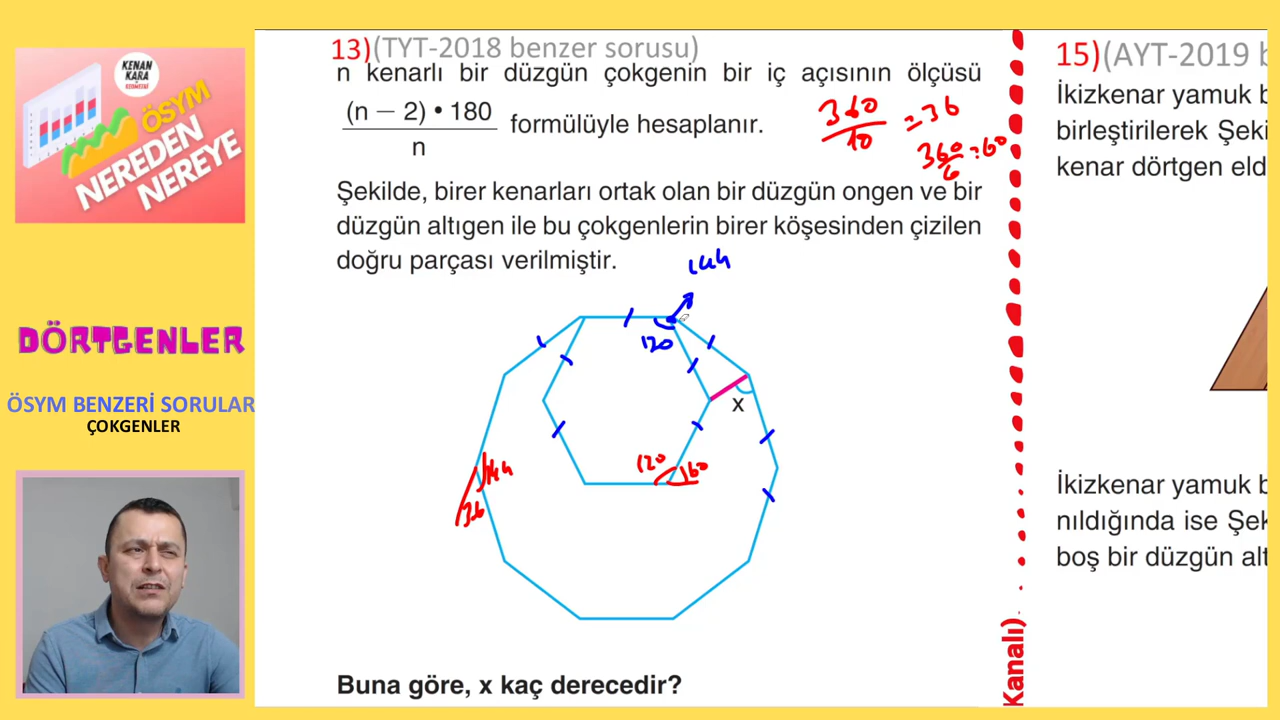 KENAN
KARA
ÖSYM
NEREDEN
NEREYE
DÖRTGENLER
ÖSYM BENZERİ SORULAR
ÇOKGENLER
13)(TYT-2018 benzer sorusu)
n kenarlı bir düzgün çokgenin bir iç açısının ölçüsü
(n – 2) • 180
n
formülüyle hesaplanır.
360
10
= 36
360
6
= 60
Şekilde, birer kenarları ortak olan bir düzgün ongen ve bir
düzgün altıgen ile bu çokgenlerin birer köşesinden çizilen
doğru parçası verilmiştir.
144
120
x
144
36
120
60
Buna göre, x kaç derecedir?
Kanalı)
15)(AYT-2019 b
İkizkenar yamuk b
birleştirilerek Şeki
kenar dörtgen eld
İkizkenar yamuk b
nıldığında ise Şek
boş bir düzgün alt